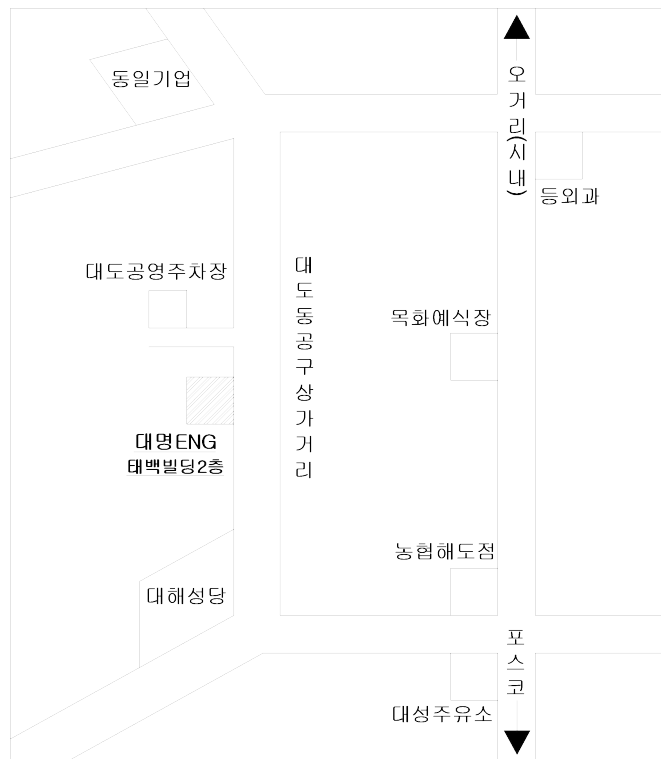 동일기업
오거리(시내)
등외과
대도공영주차장
대도동공구상가거리
목화예식장
대명ENG
태백빌딩2층
농협해도점
대해성당
포스코
대성주유소